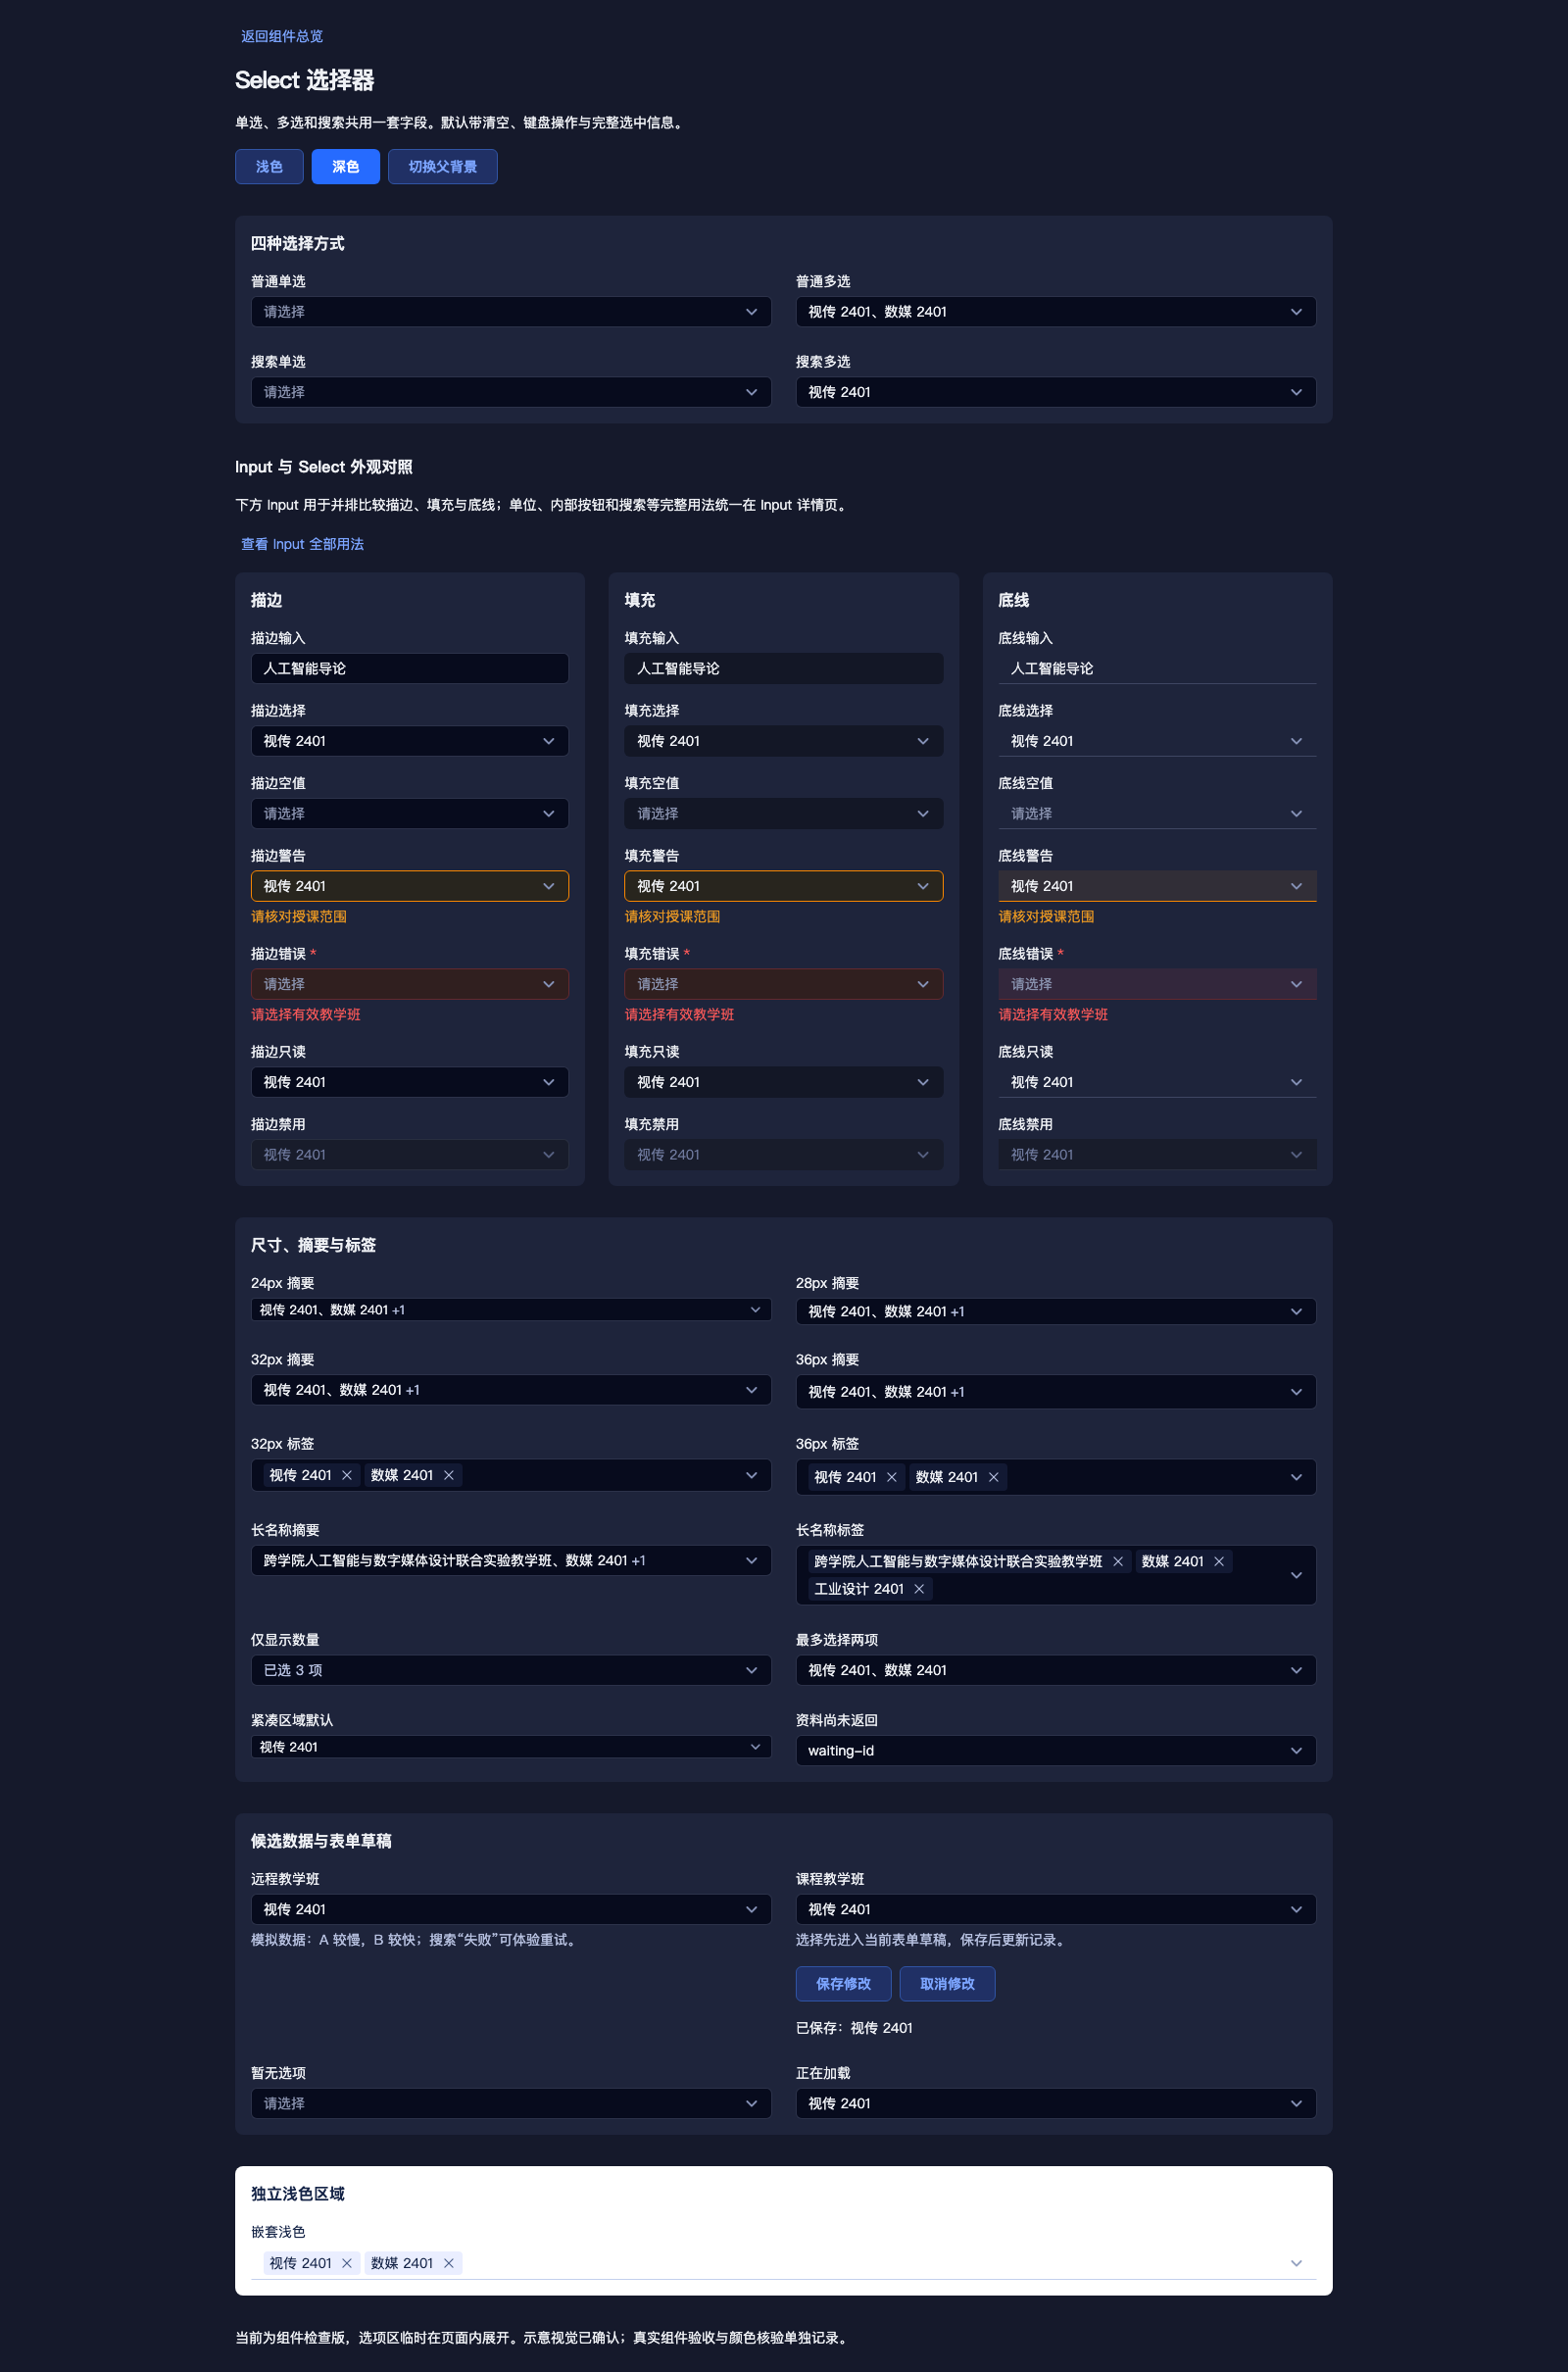 返回组件总览
Select 选择器
单选、多选和搜索共用一套字段。默认带清空、键盘操作与完整选中信息。
浅色 深色 切换父背景
四种选择方式
普通单选 普通多选
请选择 视传 2401、数媒 2401
搜索单选 搜索多选
请选择 视传 2401
Input 与 Select 外观对照
下方 Input 用于并排比较描边、填充与底线；单位、内部按钮和搜索等完整用法统一在 Input 详情页。
查看 Input 全部用法
描边
描边输入
人工智能导论
描边选择
视传 2401
描边空值
请选择
描边警告
视传 2401
请核对授课范围
描边错误 *
请选择
请选择有效教学班
描边只读
视传 2401
描边禁用
视传 2401
填充
填充输入
人工智能导论
填充选择
视传 2401
填充空值
请选择
填充警告
视传 2401
请核对授课范围
填充错误 *
请选择
请选择有效教学班
填充只读
视传 2401
填充禁用
视传 2401
底线
底线输入
人工智能导论
底线选择
视传 2401
底线空值
请选择
底线警告
视传 2401
请核对授课范围
底线错误 *
请选择
请选择有效教学班
底线只读
视传 2401
底线禁用
视传 2401
尺寸、摘要与标签
24px 摘要 28px 摘要
视传 2401、数媒 2401 +1 视传 2401、数媒 2401 +1
32px 摘要 36px 摘要
视传 2401、数媒 2401 +1 视传 2401、数媒 2401 +1
32px 标签 36px 标签
视传 2401 数媒 2401 视传 2401 数媒 2401
长名称摘要 长名称标签
跨学院人工智能与数字媒体设计联合实验教学班、数媒 2401 +1 跨学院人工智能与数字媒体设计联合实验教学班 数媒 2401
工业设计 2401
仅显示数量 最多选择两项
已选 3 项 视传 2401、数媒 2401
紧凑区域默认 资料尚未返回
视传 2401 waiting-id
候选数据与表单草稿
远程教学班 课程教学班
视传 2401 视传 2401
模拟数据：A 较慢，B 较快；搜索“失败”可体验重试。 选择先进入当前表单草稿，保存后更新记录。
保存修改 取消修改
已保存：视传 2401
暂无选项 正在加载
请选择 视传 2401
独立浅色区域
嵌套浅色
视传 2401 数媒 2401
当前为组件检查版，选项区临时在页面内展开。示意视觉已确认；真实组件验收与颜色核验单独记录。